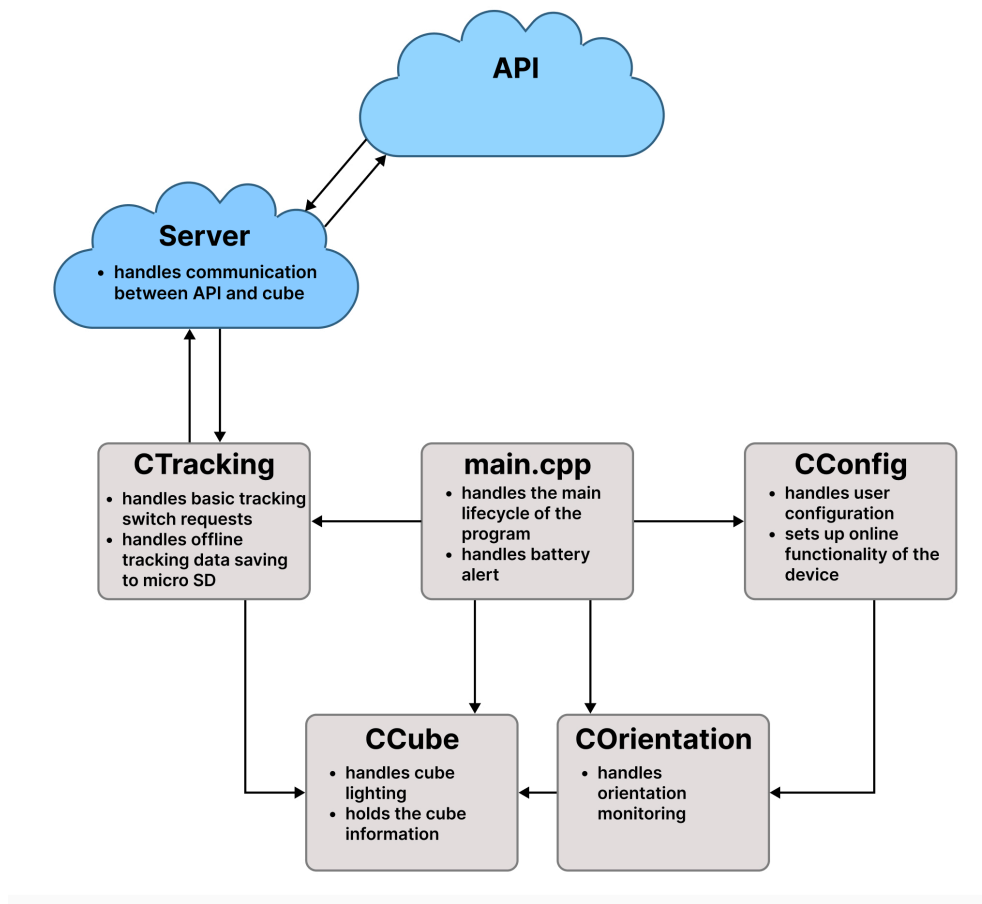 API
Server
• handles communication
between API and cube
CTracking
• handles basic tracking
switch requests
• handles offline
tracking data saving
to micro SD
main.cpp
• handles the main
lifecycle of the
program
• handles battery
alert
CConfig
• handles user
configuration
• sets up online
functionality of the
device
CCube
• handles cube
lighting
• holds the cube
information
COrientation
• handles
orientation
monitoring